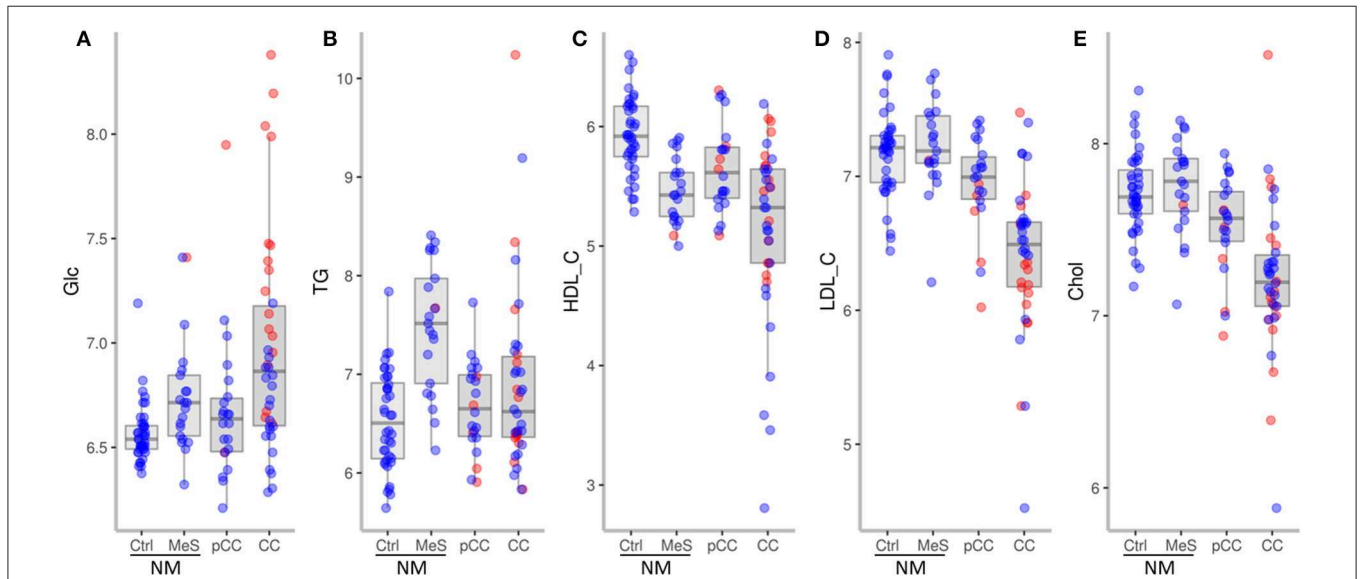 A
Glc
8.0
7.5
7.0
6.5
Ctrl MeS pCC CC
NM
B
TG
10
9
8
7
6
Ctrl MeS pCC CC
NM
C
HDL_C
6
5
4
3
Ctrl MeS pCC CC
NM
D
LDL_C
8
7
6
5
Ctrl MeS pCC CC
NM
E
Chol
8
7
6
Ctrl MeS pCC CC
NM